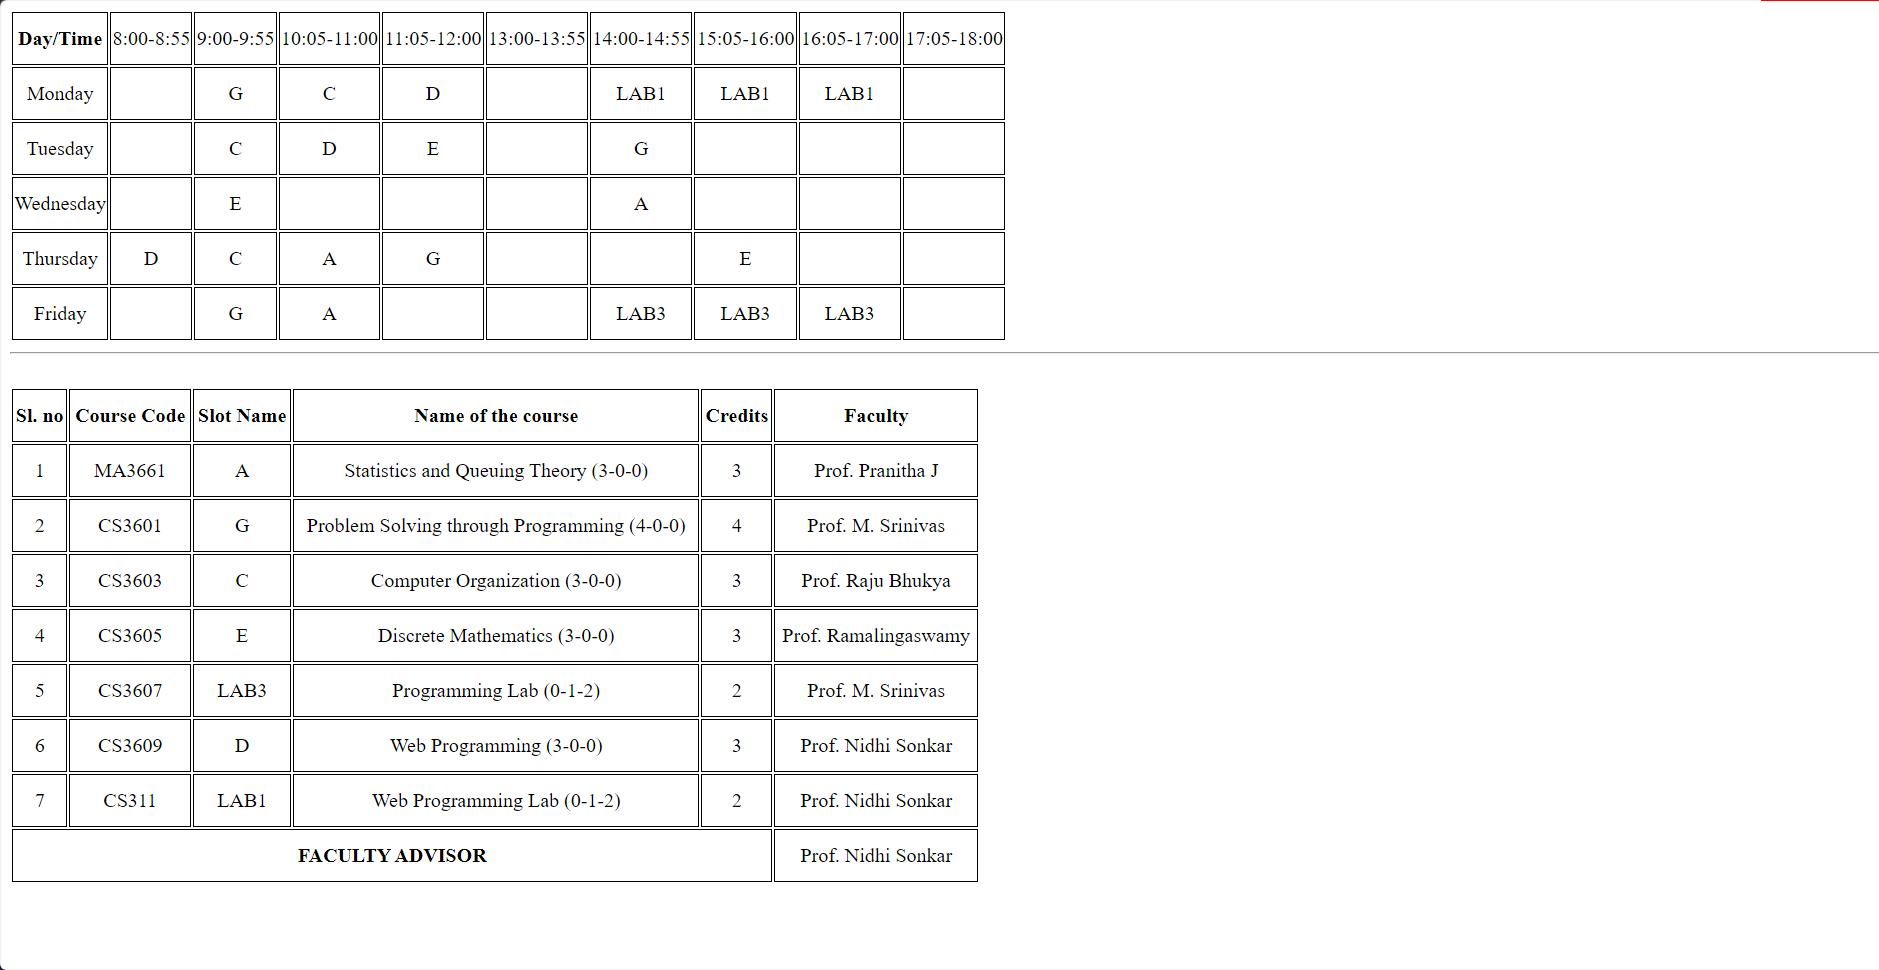 Day/Time 8:00-8:55 9:00-9:55 10:05-11:00 11:05-12:00 13:00-13:55 14:00-14:55 15:05-16:00 16:05-17:00 17:05-18:00
Monday G C D LAB1 LAB1 LAB1
Tuesday C D E G
Wednesday E A
Thursday D C A G E
Friday G A LAB3 LAB3 LAB3
Sl. no Course Code Slot Name Name of the course Credits Faculty
1 MA3661 A Statistics and Queuing Theory (3-0-0) 3 Prof. Pranitha J
2 CS3601 G Problem Solving through Programming (4-0-0) 4 Prof. M. Srinivas
3 CS3603 C Computer Organization (3-0-0) 3 Prof. Raju Bhukya
4 CS3605 E Discrete Mathematics (3-0-0) 3 Prof. Ramalingaswamy
5 CS3607 LAB3 Programming Lab (0-1-2) 2 Prof. M. Srinivas
6 CS3609 D Web Programming (3-0-0) 3 Prof. Nidhi Sonkar
7 CS311 LAB1 Web Programming Lab (0-1-2) 2 Prof. Nidhi Sonkar
FACULTY ADVISOR Prof. Nidhi Sonkar